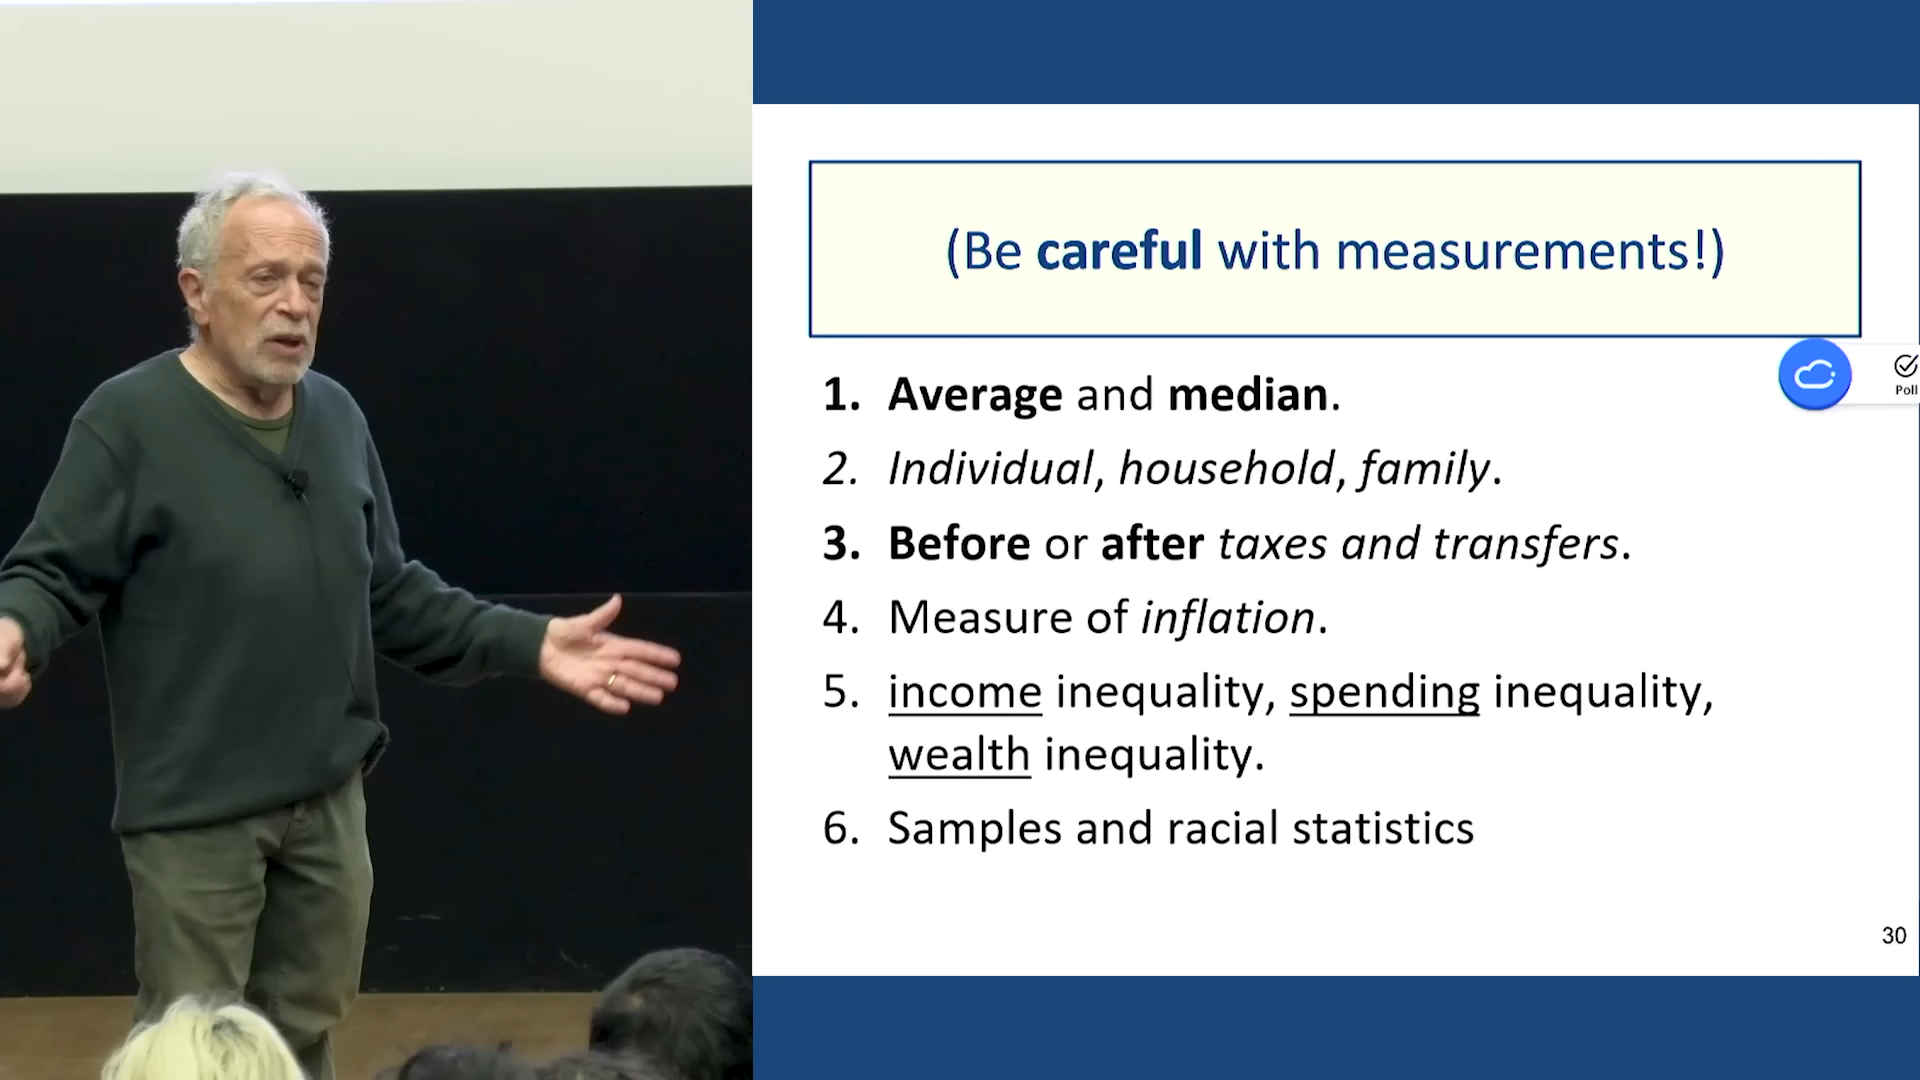 (Be careful with measurements!)
1. Average and median.
2. Individual, household, family.
3. Before or after taxes and transfers.
4. Measure of inflation.
5. income inequality, spending inequality,
wealth inequality.
6. Samples and racial statistics
Poll
30